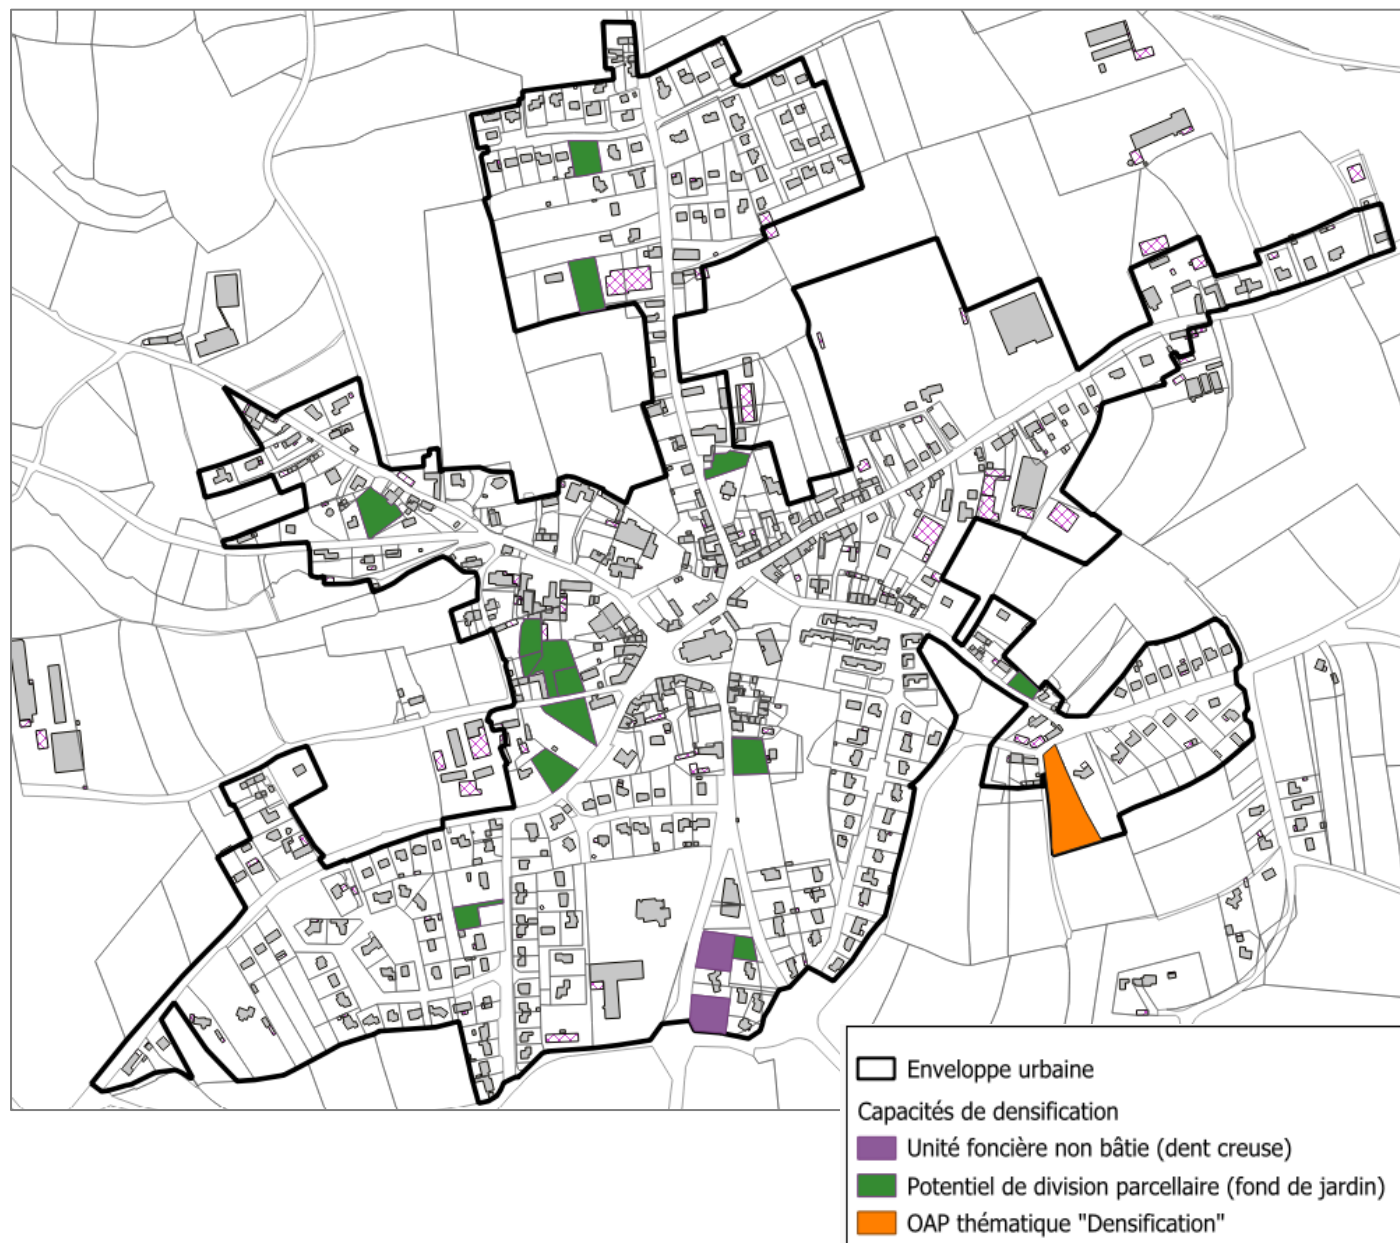 Enveloppe urbaine
Capacités de densification
Unité foncière non bâtie (dent creuse)
Potentiel de division parcellaire (fond de jardin)
OAP thématique "Densification"